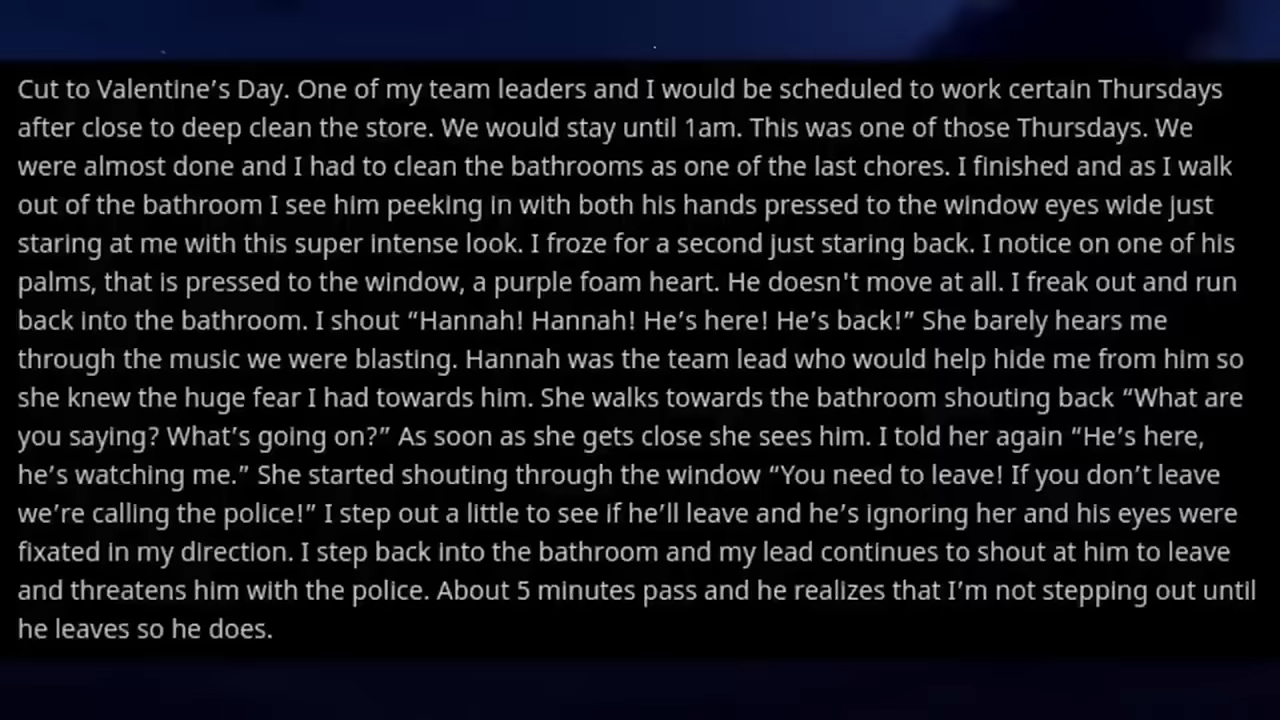 Cut to Valentine’s Day. One of my team leaders and I would be scheduled to work certain Thursdays
after close to deep clean the store. We would stay until 1am. This was one of those Thursdays. We
were almost done and I had to clean the bathrooms as one of the last chores. I finished and as I walk
out of the bathroom I see him peeking in with both his hands pressed to the window eyes wide just
staring at me with this super intense look. I froze for a second just staring back. I notice on one of his
palms, that is pressed to the window, a purple foam heart. He doesn't move at all. I freak out and run
back into the bathroom. I shout “Hannah! Hannah! He’s here! He’s back!” She barely hears me
through the music we were blasting. Hannah was the team lead who would help hide me from him so
she knew the huge fear I had towards him. She walks towards the bathroom shouting back “What are
you saying? What’s going on?” As soon as she gets close she sees him. I told her again “He’s here,
he’s watching me.” She started shouting through the window “You need to leave! If you don’t leave
we’re calling the police!” I step out a little to see if he’ll leave and he’s ignoring her and his eyes were
fixated in my direction. I step back into the bathroom and my lead continues to shout at him to leave
and threatens him with the police. About 5 minutes pass and he realizes that I’m not stepping out until
he leaves so he does.